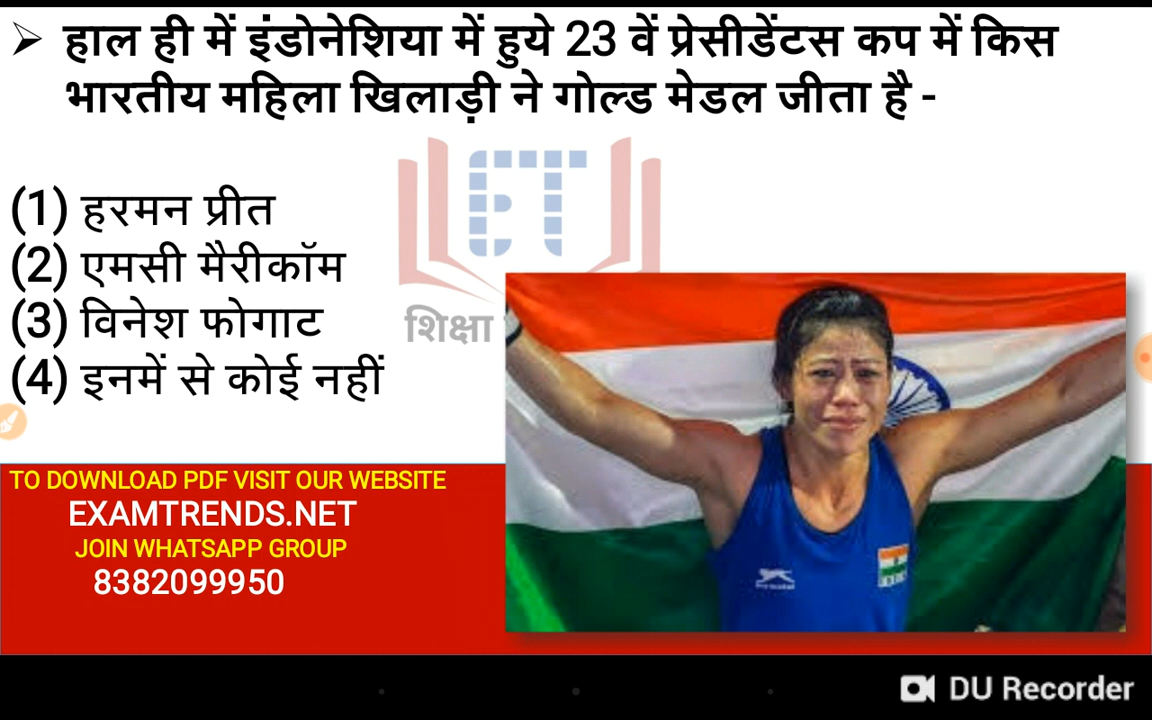 ➢ हाल ही में इंडोनेशिया में हुये 23 वें प्रेसीडेंटस कप में किस
भारतीय महिला खिलाड़ी ने गोल्ड मेडल जीता है -
ET
(1) हरमन प्रीत
(2) एमसी मैरीकॉम
(3) विनेश फोगाट
शिक्षा
(4) इनमें से कोई नहीं
TO DOWNLOAD PDF VISIT OUR WEBSITE
EXAMTRENDS.NET
JOIN WHATSAPP GROUP
8382099950
DU Recorder